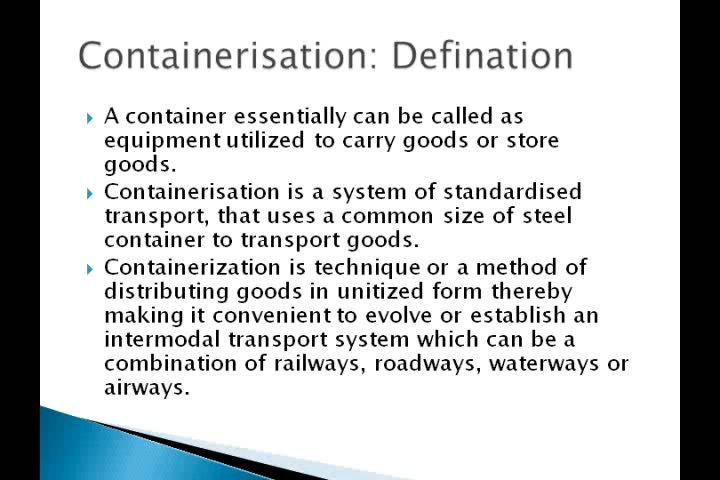 Containerisation: Defination
A container essentially can be called as
equipment utilized to carry goods or store
goods.
Containerisation is a system of standardised
transport, that uses a common size of steel
container to transport goods.
Containerization is technique or a method of
distributing goods in unitized form thereby
making it convenient to evolve or establish an
intermodal transport system which can be a
combination of railways, roadways, waterways or
airways.